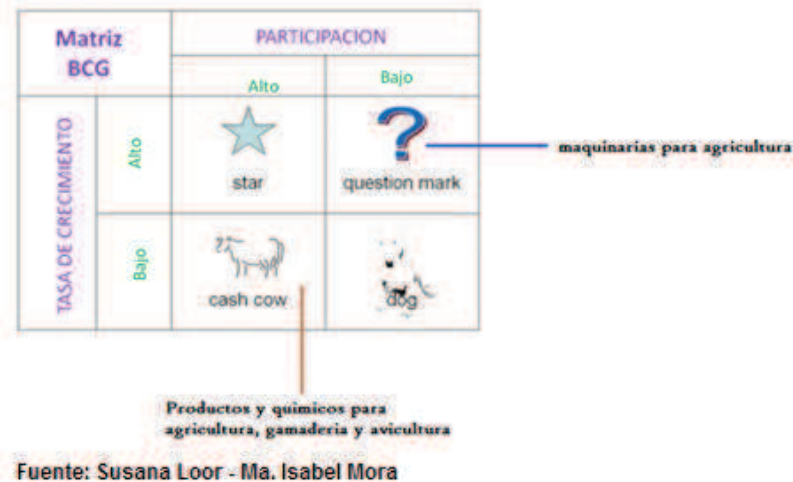 Matriz
BCG
PARTICIPACION
Alto
Bajo
TASA DE CRECIMIENTO
Alto
star
?
question mark
maquinarias para agricultura
Bajo
cash cow
dog
Productos y quimicos para
agricultura, gamaderia y avicultura
Fuente: Susana Loor - Ma. Isabel Mora